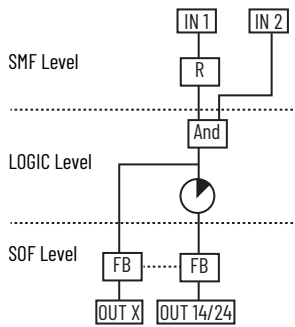 IN 1
IN 2
SMF Level
R
And
LOGIC Level
SOF Level
FB
FB
OUT X
OUT 14/24